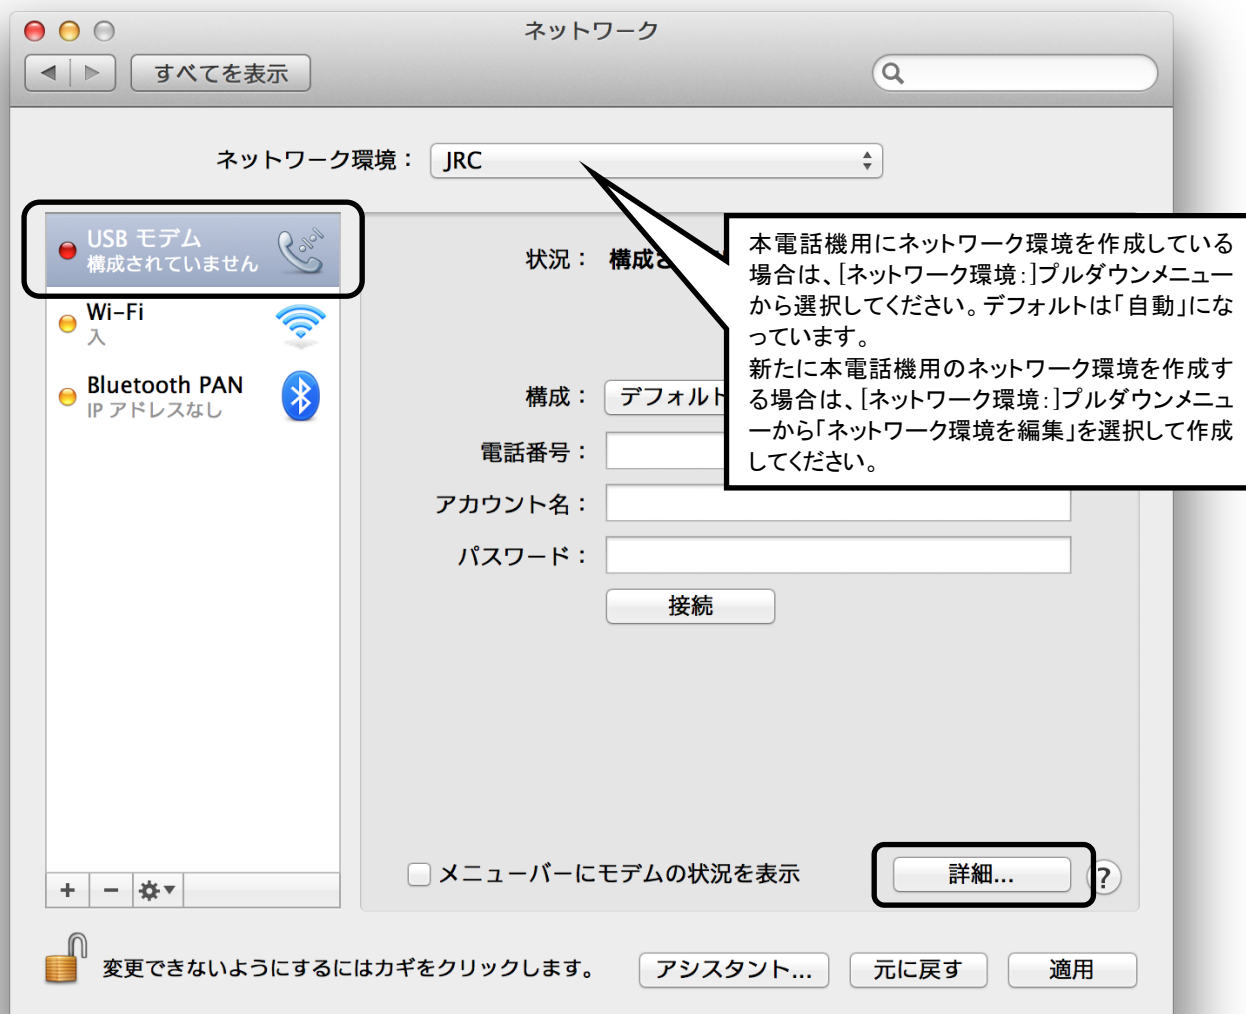 ネットワーク
すべてを表示
ネットワーク環境： JRC
USB モデム
構成されていません
Wi-Fi
入
Bluetooth PAN
IP アドレスなし
状況： 構成さ
構成： デフォルト
電話番号：
アカウント名：
パスワード：
接続
本電話機用にネットワーク環境を作成している
場合は、[ネットワーク環境：]プルダウンメニュー
から選択してください。デフォルトは「自動」にな
っています。
新たに本電話機用のネットワーク環境を作成す
る場合は、[ネットワーク環境：]プルダウンメニュ
ーから「ネットワーク環境を編集」を選択して作成
してください。
メニューバーにモデムの状況を表示
詳細...
?
変更できないようにするにはカギをクリックします。
アシスタント...
元に戻す
適用